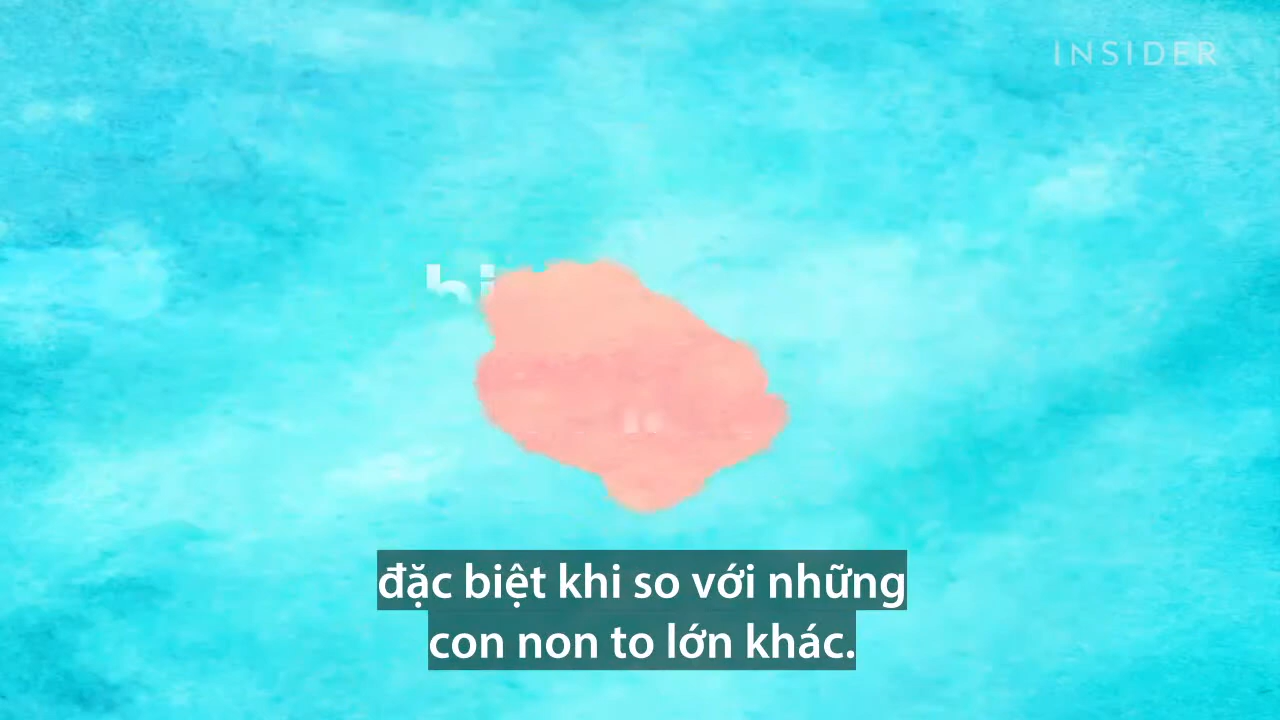 INSIDER
đặc biệt khi so với những
con non to lớn khác.